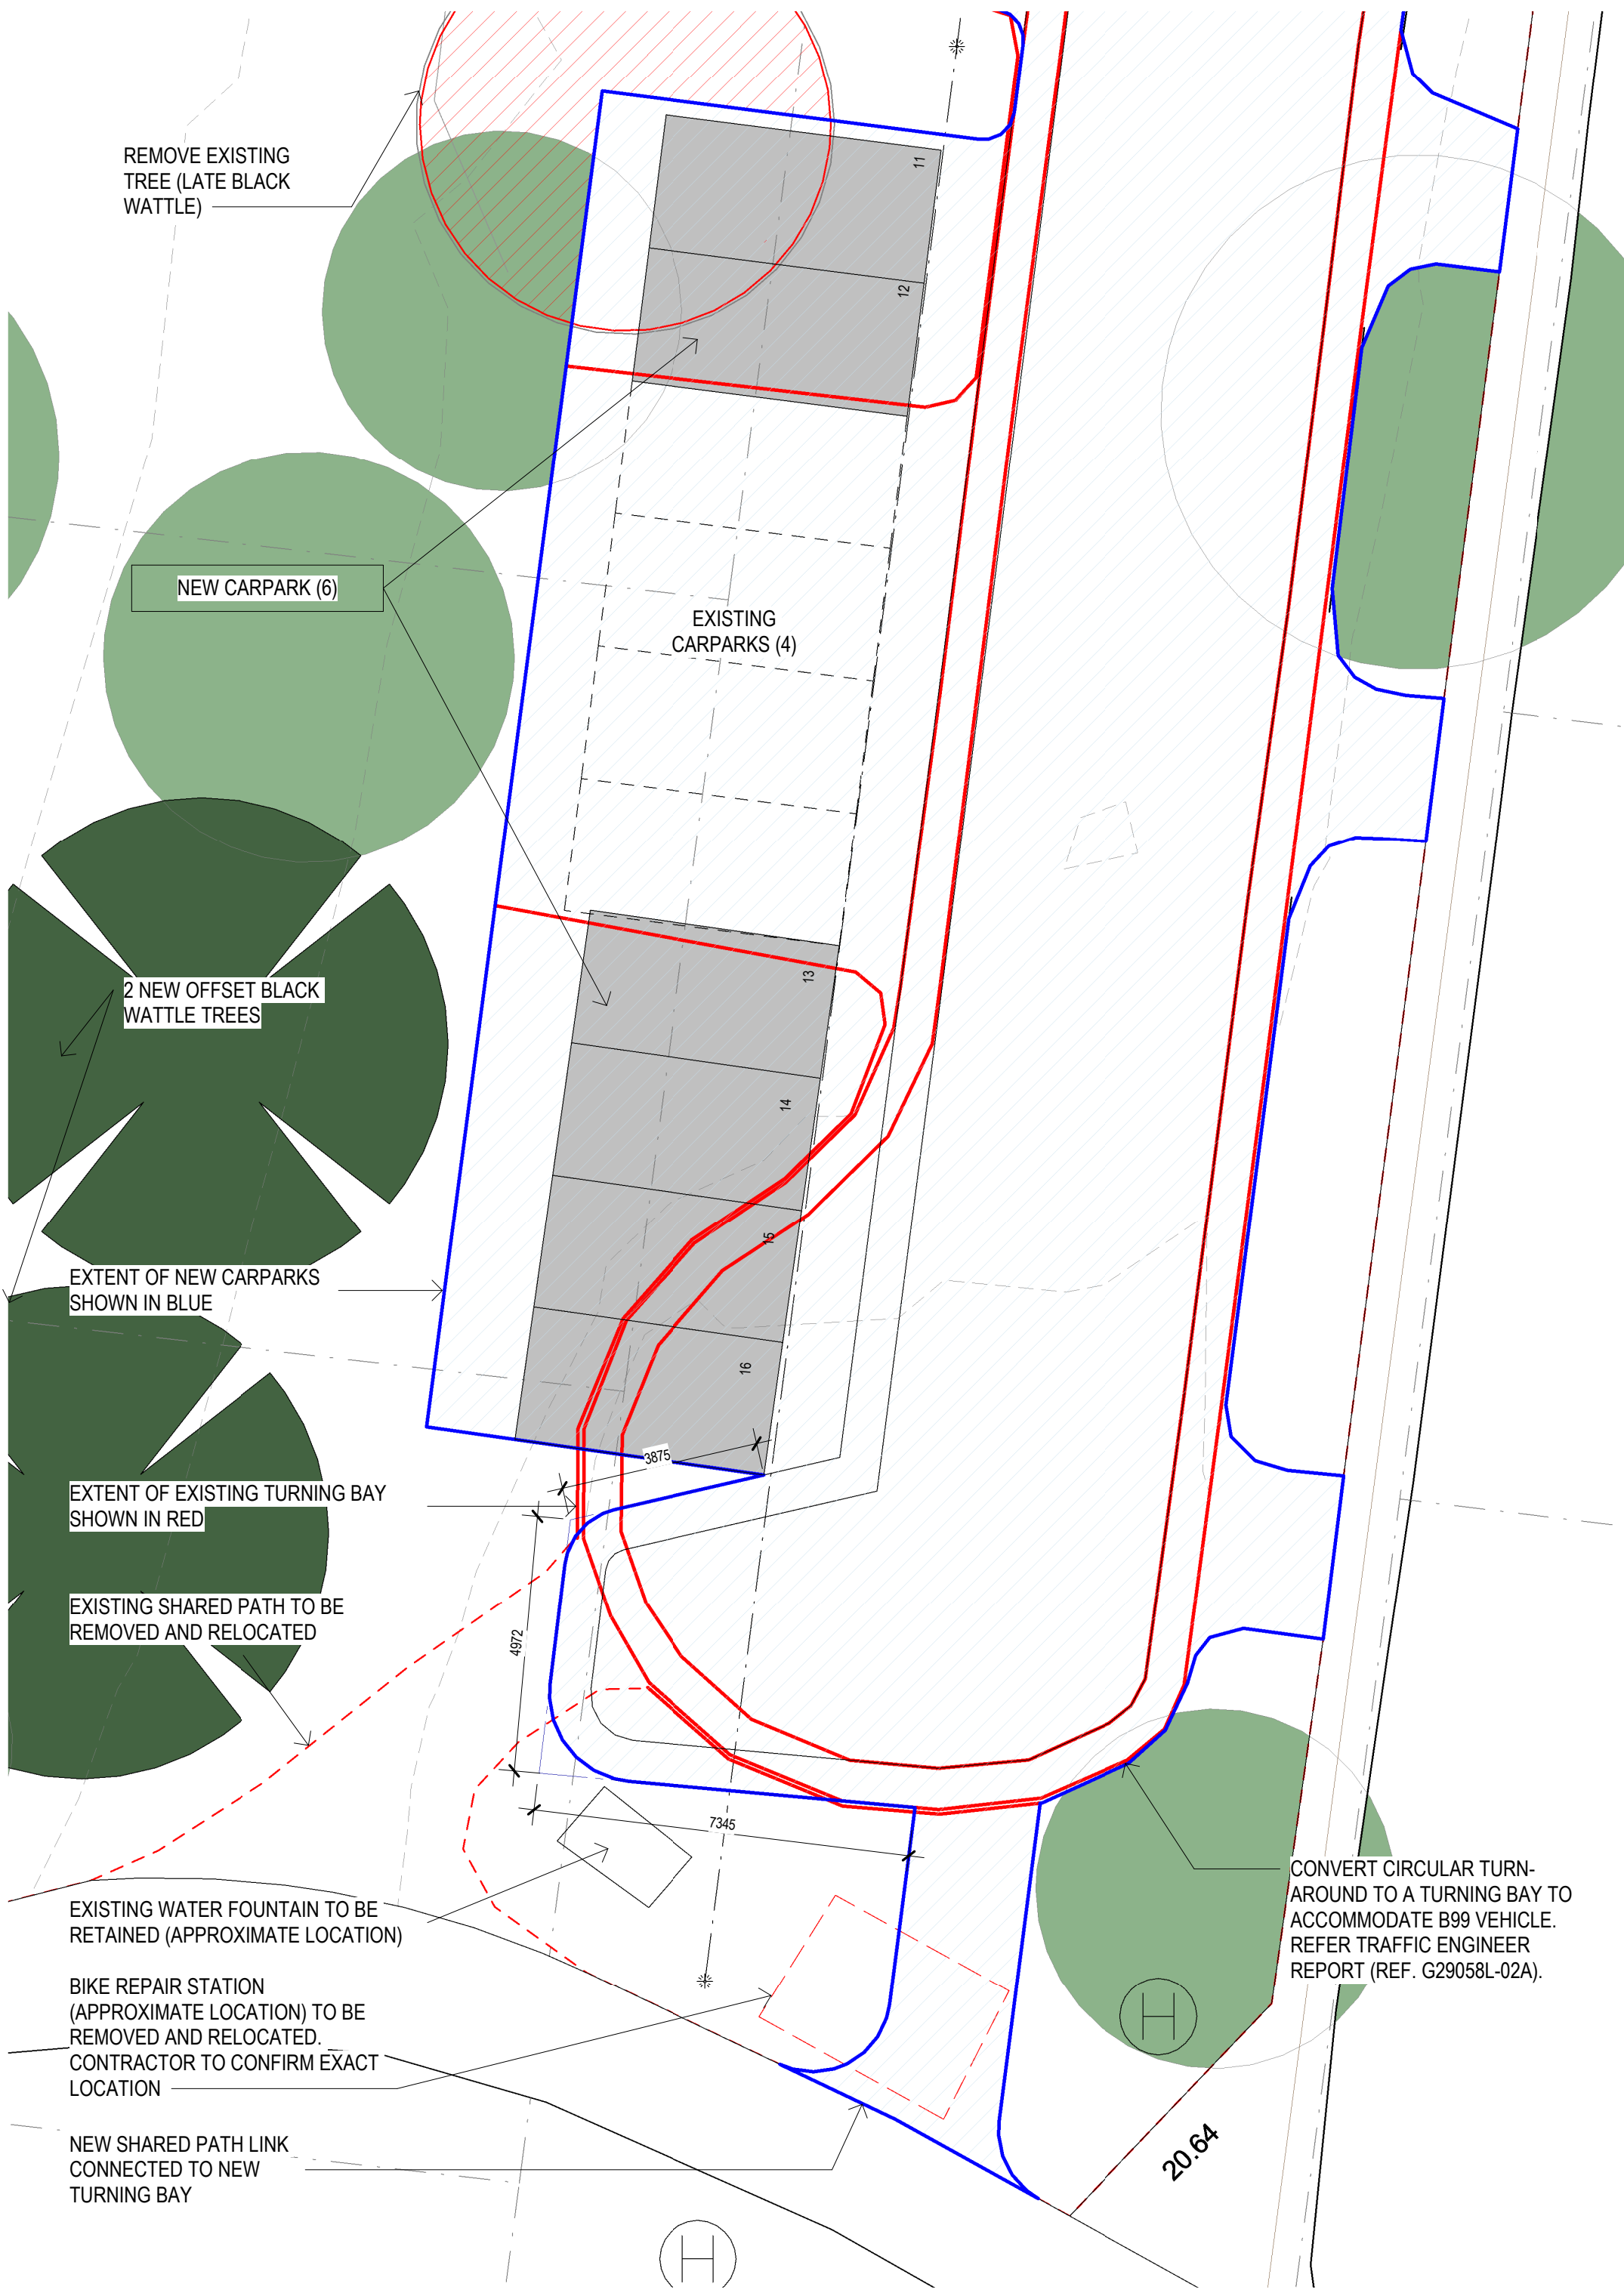 REMOVE EXISTING
TREE (LATE BLACK
WATTLE)
11
12
NEW CARPARK (6)
EXISTING
CARPARKS (4)
13
2 NEW OFFSET BLACK
WATTLE TREES
14
15
EXTENT OF NEW CARPARKS
SHOWN IN BLUE
16
3875
EXTENT OF EXISTING TURNING BAY
SHOWN IN RED
EXISTING SHARED PATH TO BE
REMOVED AND RELOCATED
4972
7345
CONVERT CIRCULAR TURN-
AROUND TO A TURNING BAY TO
ACCOMMODATE B99 VEHICLE.
REFER TRAFFIC ENGINEER
REPORT (REF. G29058L-02A).
EXISTING WATER FOUNTAIN TO BE
RETAINED (APPROXIMATE LOCATION)
BIKE REPAIR STATION
(APPROXIMATE LOCATION) TO BE
REMOVED AND RELOCATED.
CONTRACTOR TO CONFIRM EXACT
LOCATION
H
NEW SHARED PATH LINK
CONNECTED TO NEW
TURNING BAY
20.64
H